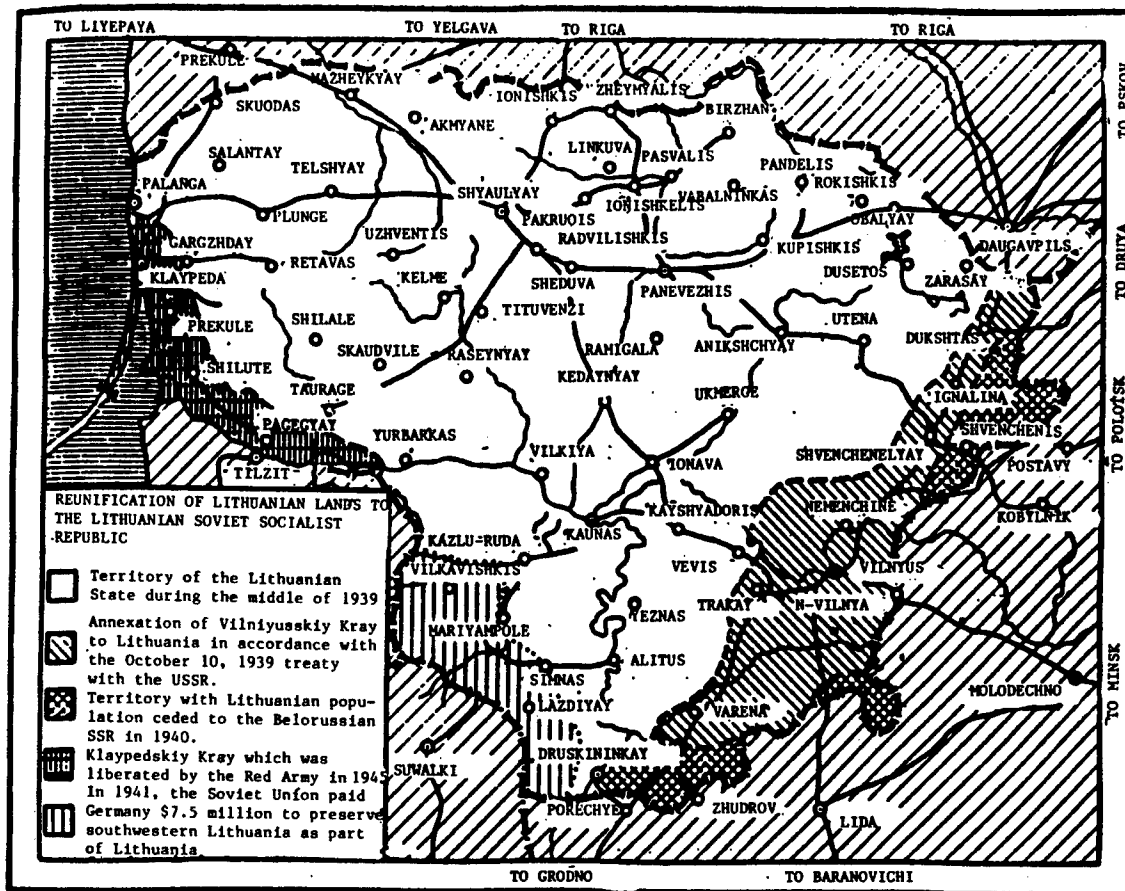 TO LIYEPAYA
TO YELGAVA
TO RIGA
TO RIGA
TO PSKOV
TO DRUYA
TO POLOTSK
TO MINSK
PREKULE
MAZHEYKYAY
SKUODAS
IONISHKIS
ZHEYMYALIS
BIRZHAN
AKMYANE
LINKUVA
PASVALIS
SALANTAY
TELSHYAY
PANDELIS
PALANGA
SHYAULYAY
VABALNINKAS
ROKISHKIS
PLUNGE
PAKRUOIS
IONISHKELIS
OBALYAY
GARGZHDAY
UZHVENTIS
RADVILISHKIS
KUPISHKIS
DAUGAVPILS
KLAYPEDA
RETAVAS
KELME
SHEDUVA
PANEVEZHIS
DUSETOS
ZARASAY
PREKULE
SHILALE
TITUVENZI
UTENA
SKAUDVILE
RASEYNYAY
RAMIGALA
ANIKSHCHYAY
DUKSHTAS
SHILUTE
TAURAGE
KEDAYNYAY
UKMERGE
IGNALINA
PAGEGYAY
YURBARKAS
VILKIYA
IONAVA
SHVENCHENELYAY
SHVENCHENIS
TILZIT
POSTAVY
KAYSHYADORIS
NEMENCHINE
KOBYLNIK
KAUNAS
KAZLU-RUDA
VILKAVISHKIS
VEVIS
VILNYUS
TRAKAY
N-VILNYA
YEZNAS
MARIYAMPOLE
ALITUS
SIMNAS
MOLODECHNO
LAZDIYAY
VARENA
DRUSKININKAY
SUWALKI
PORECHYE
ZHUDROV
LIDA
TO GRODNO
TO BARANOVICHI
REUNIFICATION OF LITHUANIAN LANDS TO
THE LITHUANIAN SOVIET SOCIALIST
REPUBLIC
Territory of the Lithuanian
State during the middle of 1939
Annexation of Vilniyusskiy Kray
to Lithuania in accordance with
the October 10, 1939 treaty
with the USSR.
Territory with Lithuanian popu-
lation ceded to the Belorussian
SSR in 1940.
Klaypedskiy Kray which was
liberated by the Red Army in 1945
In 1941, the Soviet Union paid
Germany $7.5 million to preserve
southwestern Lithuania as part
of Lithuania